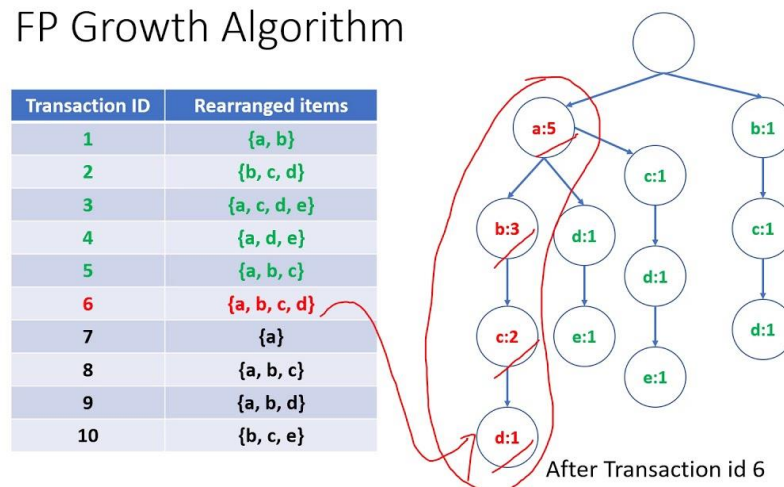 FP Growth Algorithm
Transaction ID Rearranged items
1 {a, b}
2 {b, c, d}
3 {a, c, d, e}
4 {a, d, e}
5 {a, b, c}
6 {a, b, c, d}
7 {a}
8 {a, b, c}
9 {a, b, d}
10 {b, c, e}
a:5 b:1
c:1
b:3 d:1 c:1
d:1
c:2 e:1 d:1
e:1
d:1
After Transaction id 6